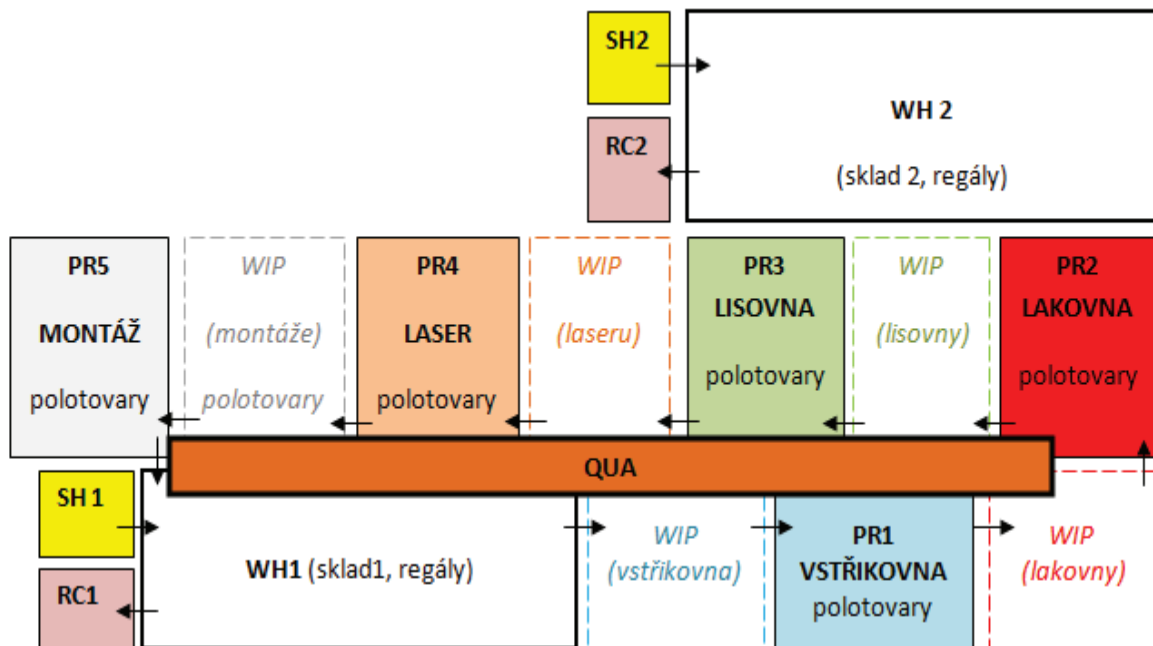 SH2
WH 2
(sklad 2, regály)
RC2
PR5
MONTÁŽ
polotovary
WIP
(montáže)
polotovary
PR4
LASER
polotovary
WIP
(laseru)
PR3
LISOVNA
polotovary
WIP
(lisovny)
PR2
LAKOVNA
polotovary
QUA
SH 1
RC1
WH1 (sklad1, regály)
WIP
(vstřikovna)
PR1
VSTŘIKOVNA
polotovary
WIP
(lakovny)